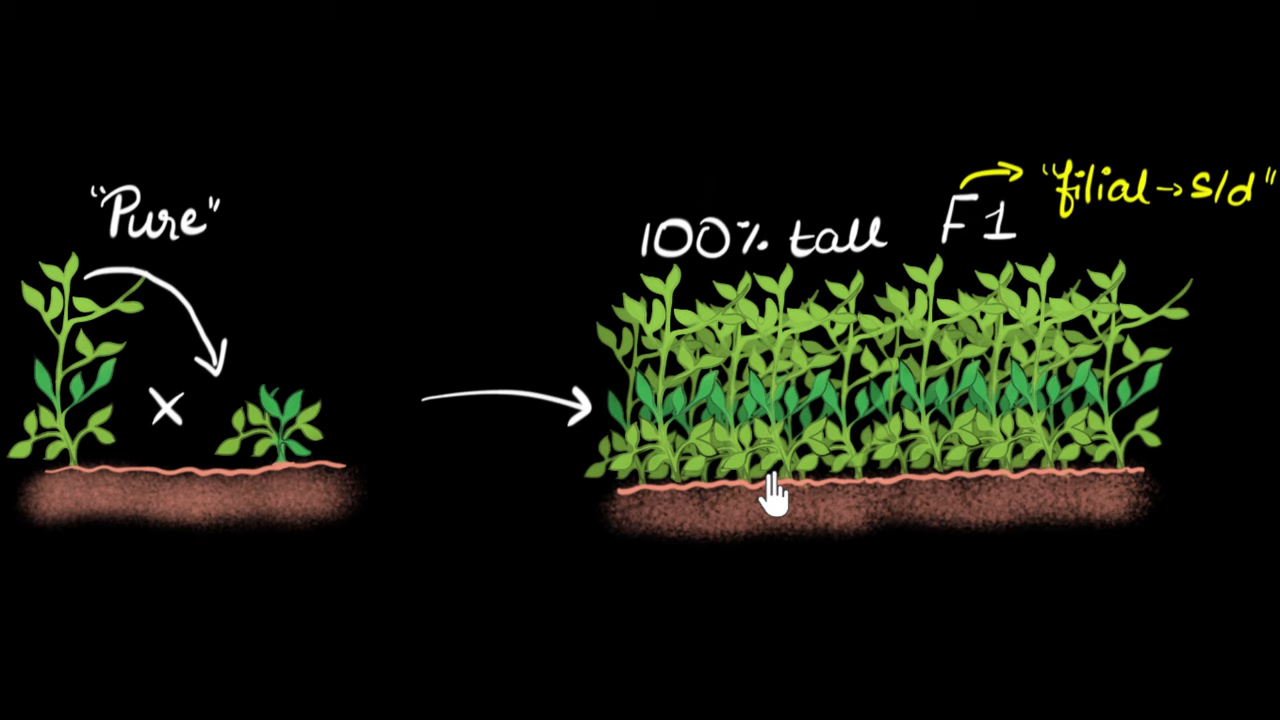 "Pure"
100% tall
F1
"filial → s/d"